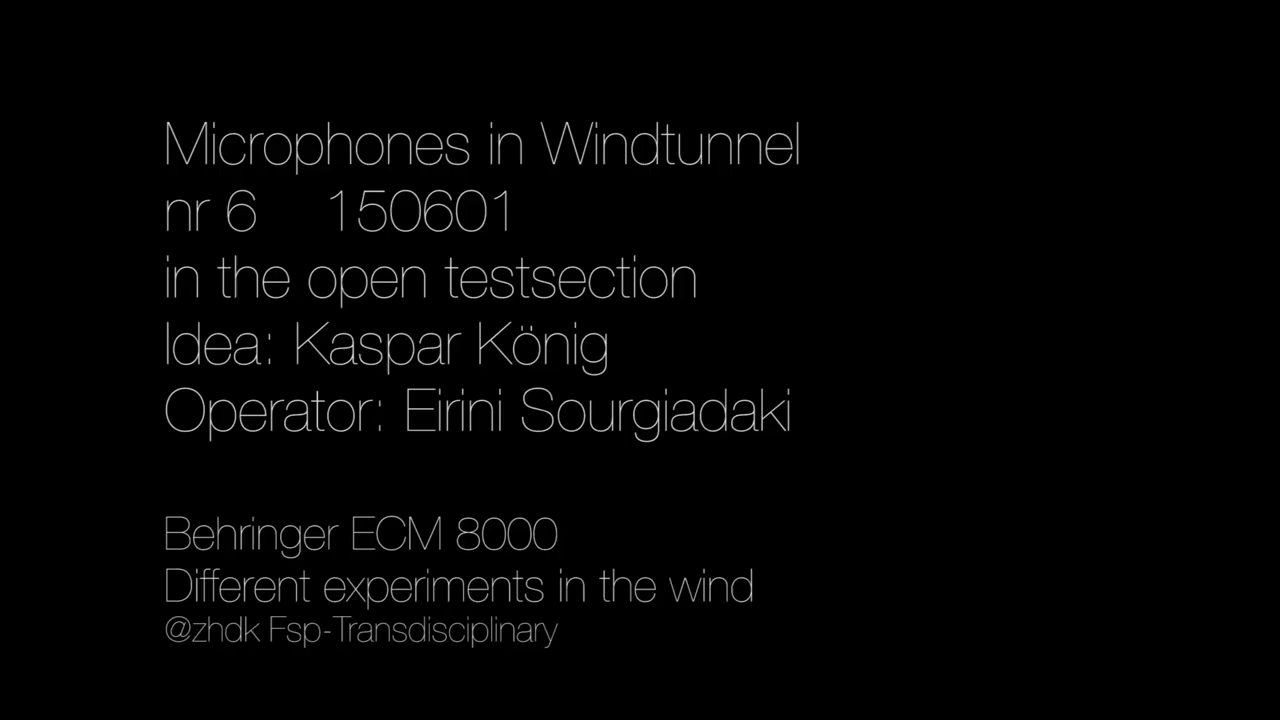 Microphones in Windtunnel
nr 6 150601
in the open testsection
Idea: Kaspar König
Operator: Eirini Sourgiadaki
Behringer ECM 8000
Different experiments in the wind
@zhdk Fsp-Transdisciplinary